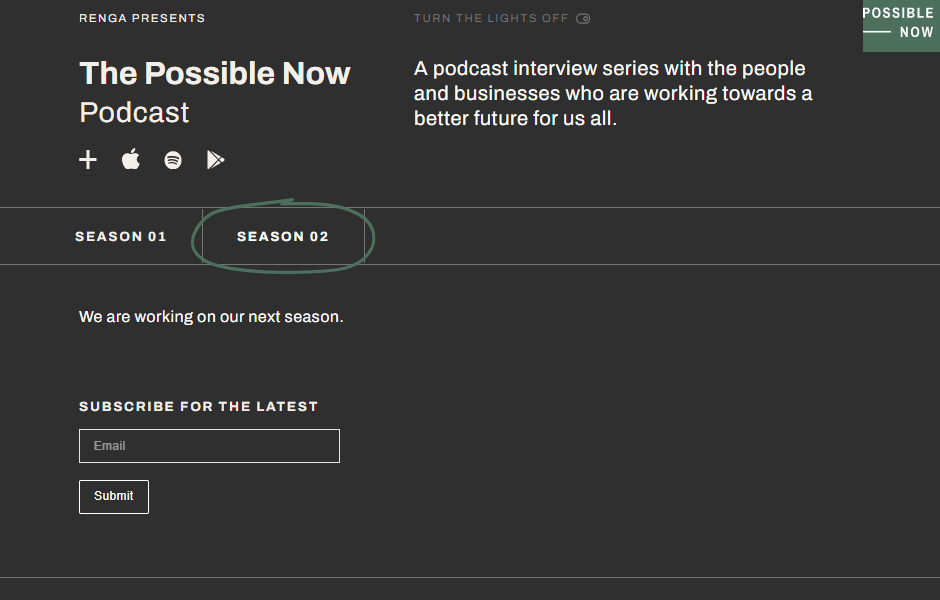 RENGA PRESENTS
TURN THE LIGHTS OFF
POSSIBLE
NOW
The Possible Now
Podcast
A podcast interview series with the people
and businesses who are working towards a
better future for us all.
SEASON 01
SEASON 02
We are working on our next season.
SUBSCRIBE FOR THE LATEST
Email
Submit